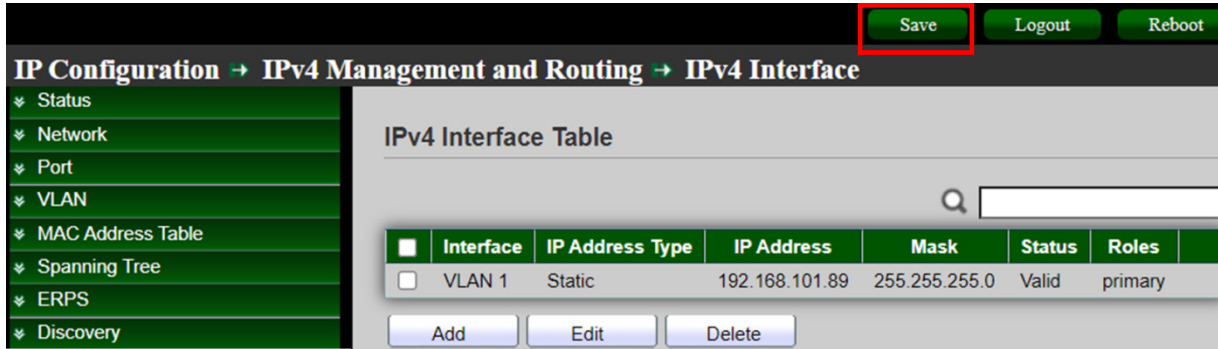 Save Logout Reboot
IP Configuration → IPv4 Management and Routing → IPv4 Interface
Status
Network
Port
VLAN
MAC Address Table
Spanning Tree
ERPS
Discovery
IPv4 Interface Table
Interface IP Address Type IP Address Mask Status Roles
VLAN 1 Static 192.168.101.89 255.255.255.0 Valid primary
Add Edit Delete